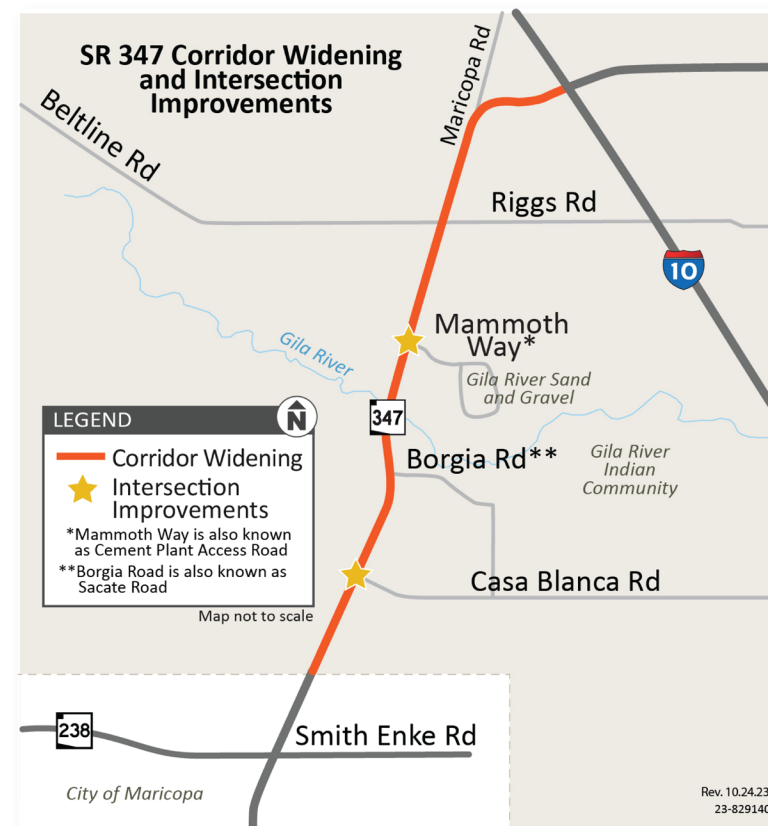 SR 347 Corridor Widening
and Intersection
Improvements
Maricopa Rd
Beltline Rd
Riggs Rd
10
Mammoth
Way*
Gila River Sand
and Gravel
Gila River
347
Borgia Rd**
Gila River
Indian
Community
LEGEND
N
Corridor Widening
Intersection
Improvements
*Mammoth Way is also known
as Cement Plant Access Road
**Borgia Road is also known as
Sacate Road
Map not to scale
Casa Blanca Rd
238
Smith Enke Rd
City of Maricopa
Rev. 10.24.23
23-829140